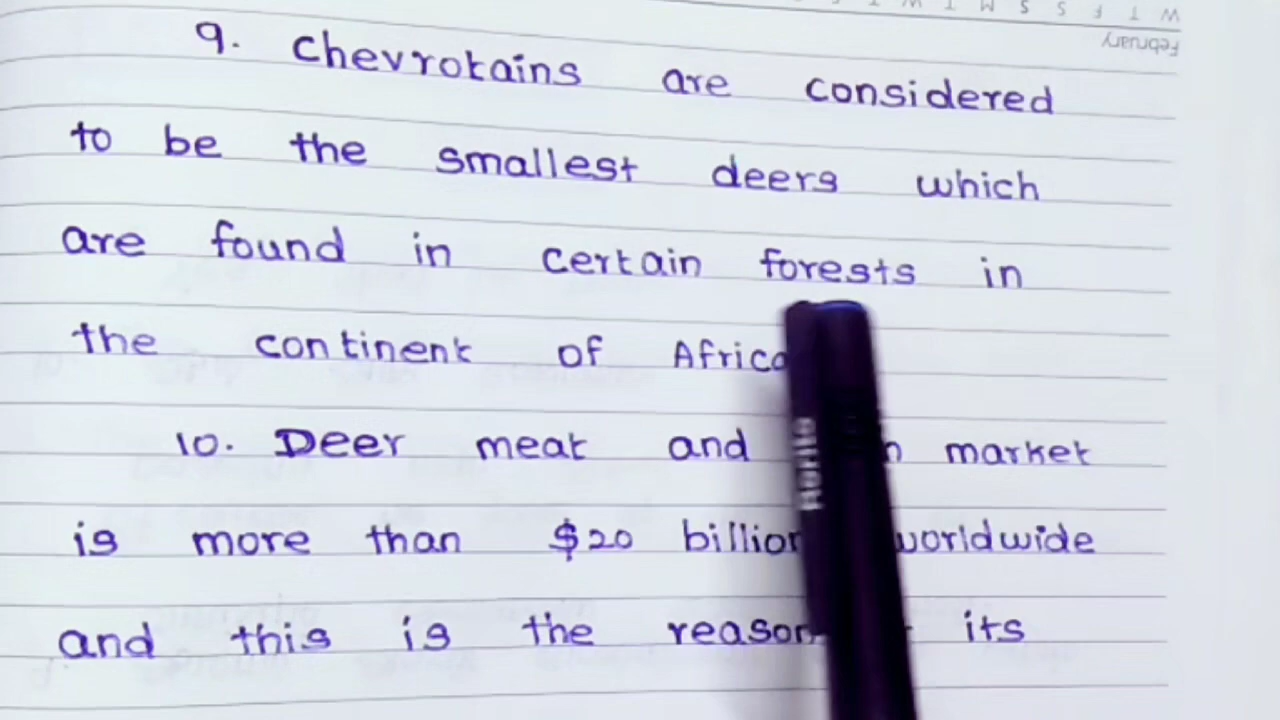 W T F S S M T W T
February
9. Chevrotains are considered
to be the smallest deers which
are found in certain forests in
the continent of Africa
10. Deer meat and market
is more than $20 billion worldwide
and this is the reason its